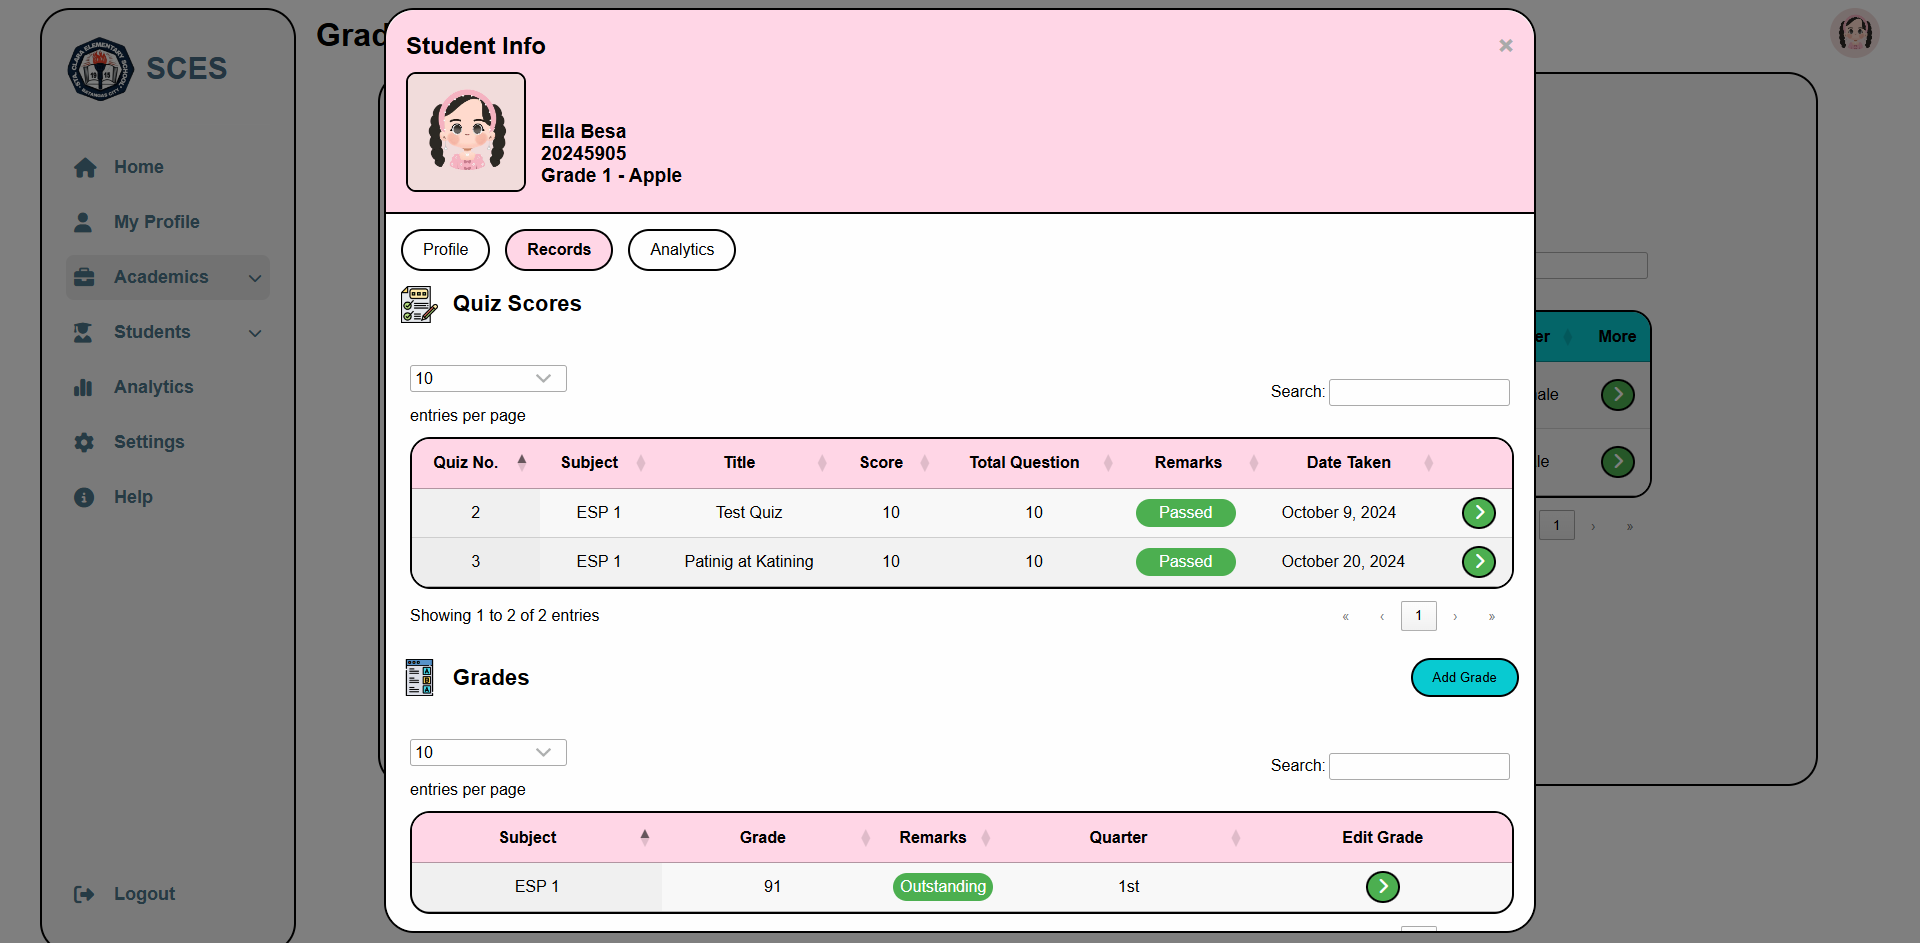 SCES
Home
My Profile
Academics
Students
Analytics
Settings
Help
Logout
Grad
Student Info
×
Ella Besa
20245905
Grade 1 - Apple
Profile
Records
Analytics
Quiz Scores
10
entries per page
Search:
Quiz No. Subject Title Score Total Question Remarks Date Taken
2 ESP 1 Test Quiz 10 10 Passed October 9, 2024
3 ESP 1 Patinig at Katining 10 10 Passed October 20, 2024
Showing 1 to 2 of 2 entries
« ‹ 1 › »
Grades
Add Grade
10
entries per page
Search:
Subject Grade Remarks Quarter Edit Grade
ESP 1 91 Outstanding 1st
er More
ale
le
1 › »